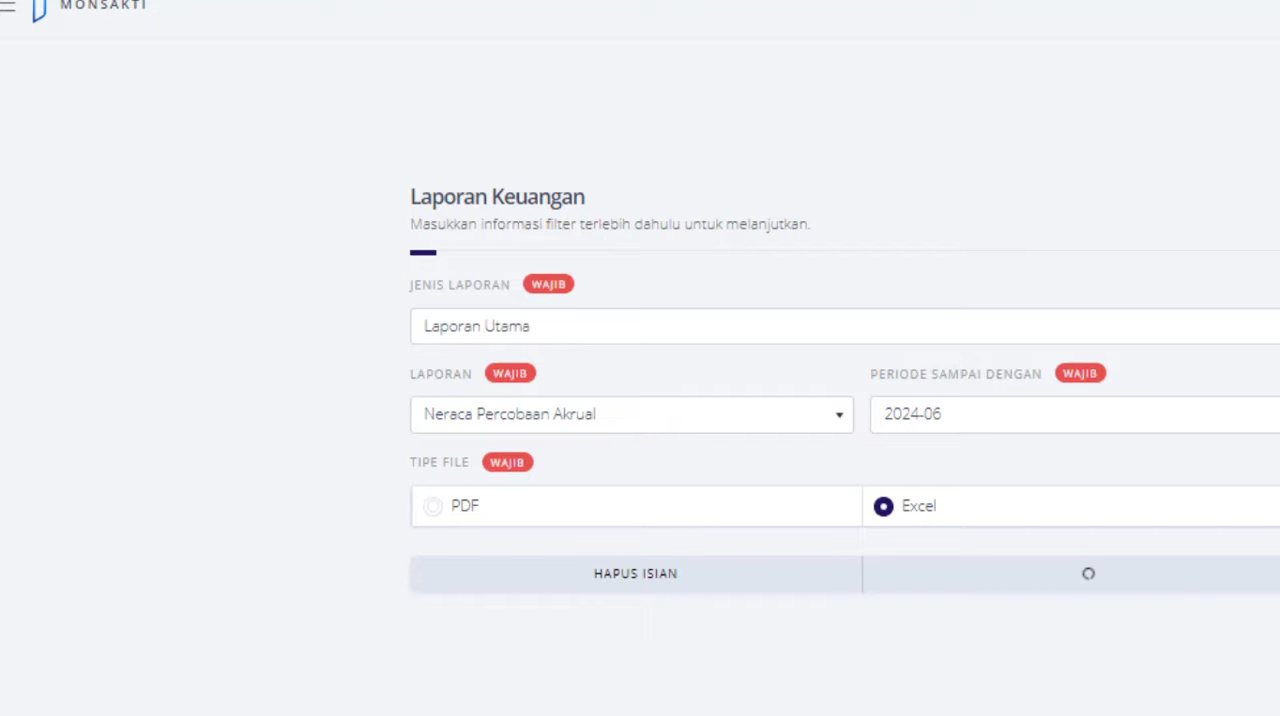 MONSAKTI
Laporan Keuangan
Masukkan informasi filter terlebih dahulu untuk melanjutkan.
JENIS LAPORAN WAJIB
Laporan Utama
LAPORAN WAJIB
PERIODE SAMPAI DENGAN WAJIB
Neraca Percobaan Akrual
2024-06
TIPE FILE WAJIB
PDF
Excel
HAPUS ISIAN